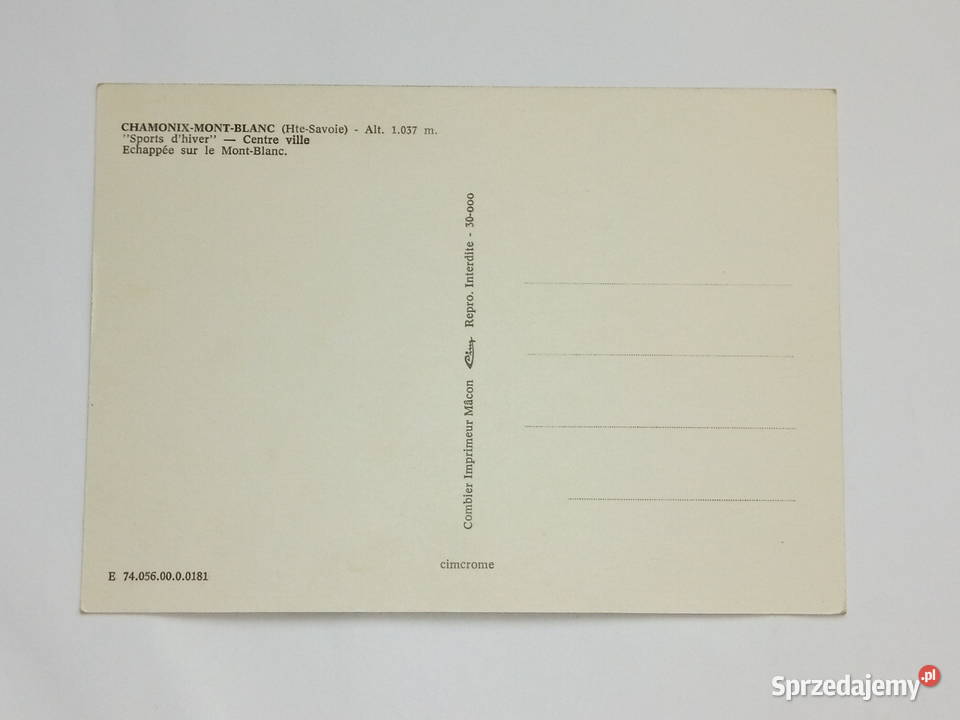 CHAMONIX-MONT-BLANC (Hte-Savoie) - Alt. 1.037 m.
"Sports d'hiver" — Centre ville
Echappée sur le Mont-Blanc.
Combier Imprimeur Mâcon Cim Repro. Interdite - 30-000
cimcrome
E 74.056.00.0.0181
Sprzedajemy.pl